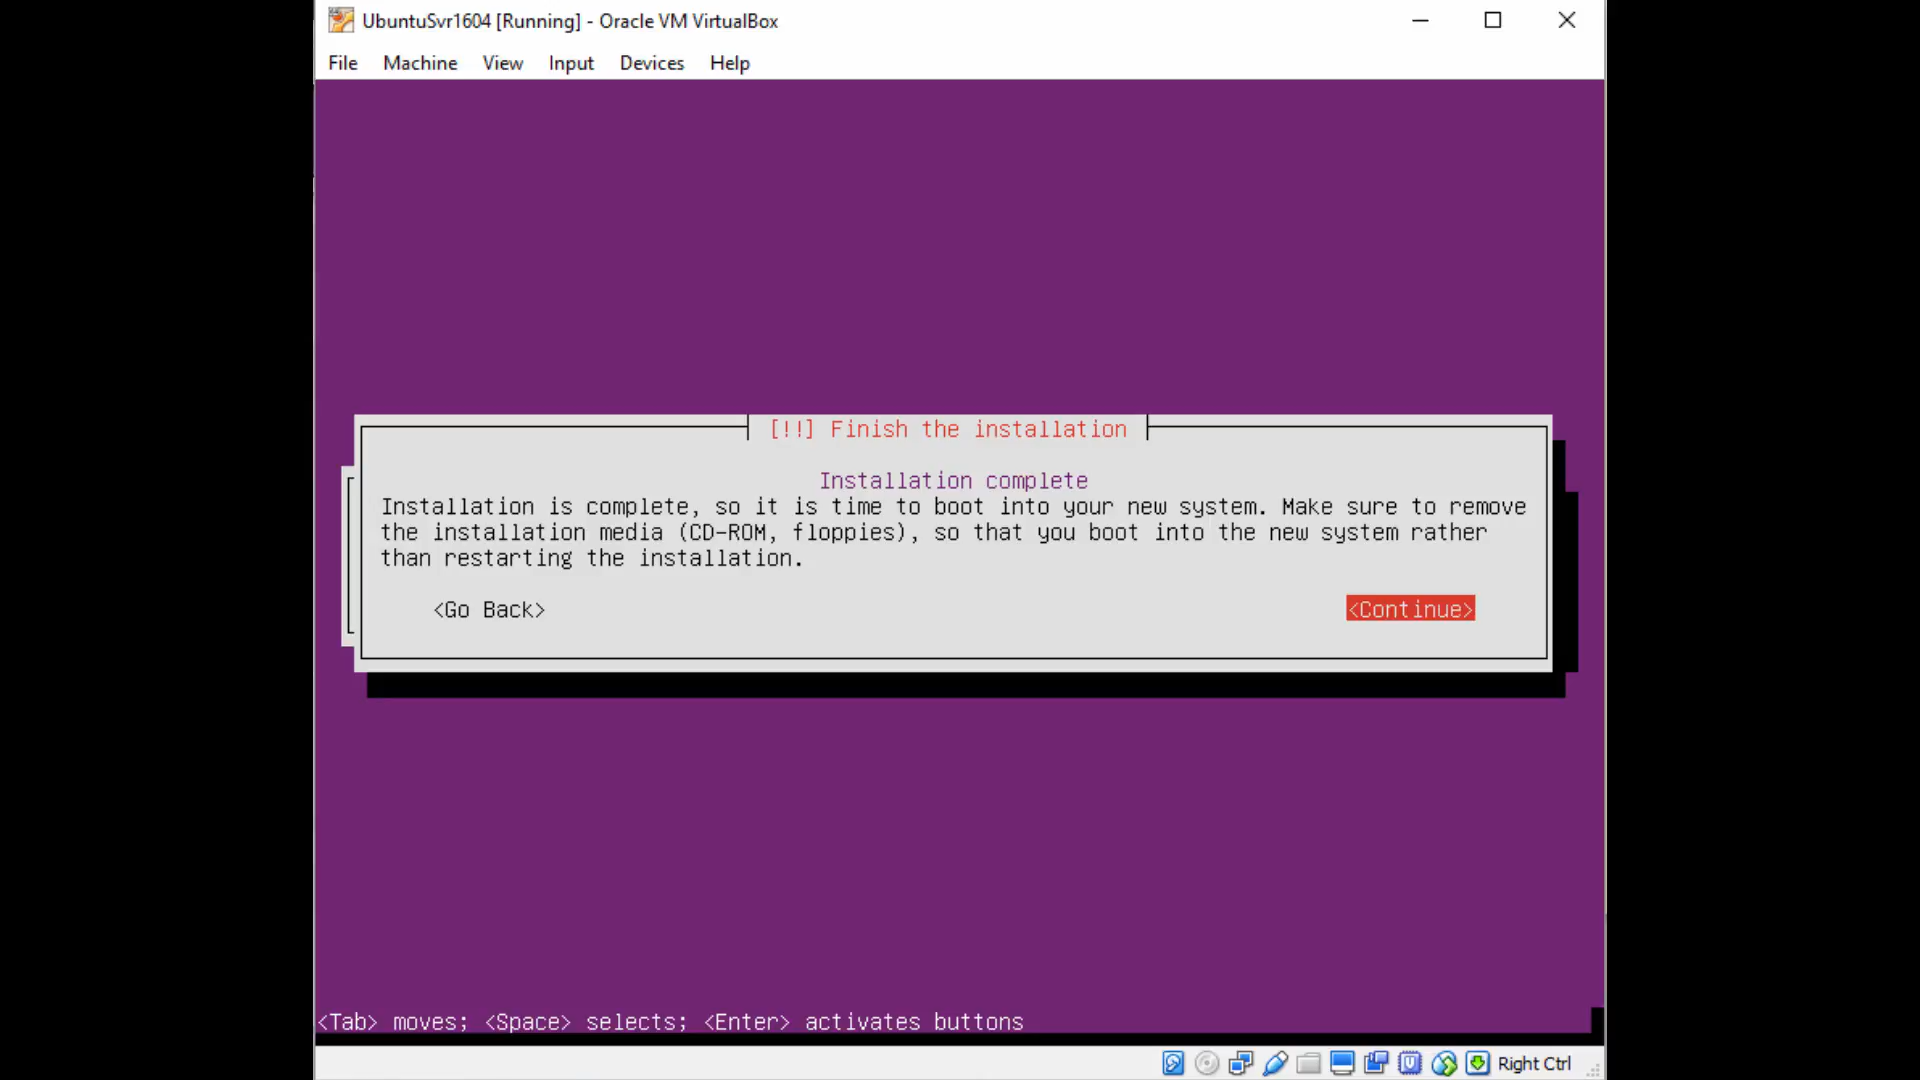 UbuntuSvr1604 [Running] - Oracle VM VirtualBox
File Machine View Input Devices Help
[!!] Finish the installation
Installation complete
Installation is complete, so it is time to boot into your new system. Make sure to remove
the installation media (CD-ROM, floppies), so that you boot into the new system rather
than restarting the installation.
<Go Back> <Continue>
<Tab> moves; <Space> selects; <Enter> activates buttons
Right Ctrl